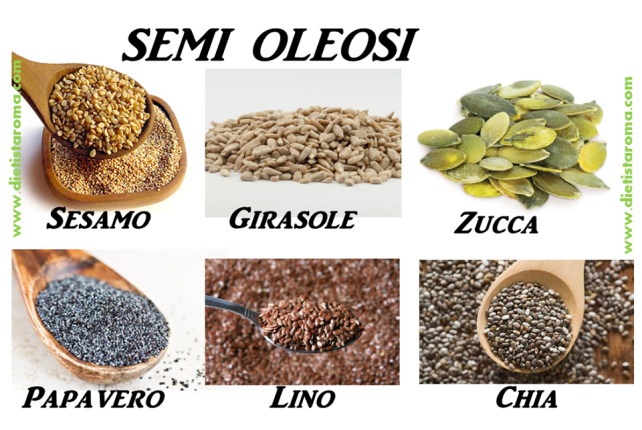 SEMI OLEOSI
www.dietistaroma.com
www.dietistaroma.com
SESAMO
GIRASOLE
ZUCCA
PAPAVERO
LINO
CHIA